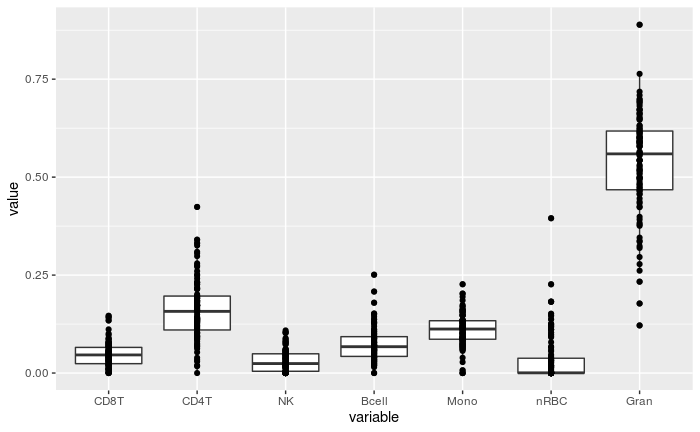 value
0.75
0.50
0.25
0.00
CD8T CD4T NK Bcell Mono nRBC Gran
variable